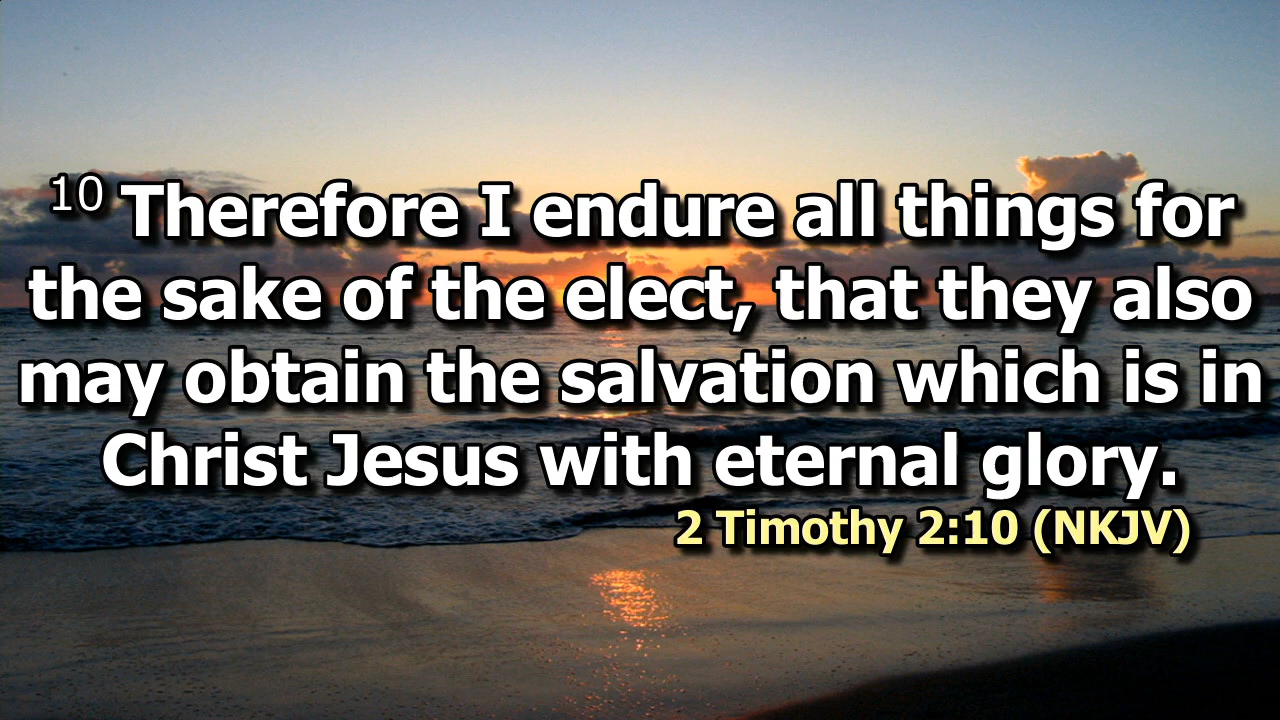 10 Therefore I endure all things for
the sake of the elect, that they also
may obtain the salvation which is in
Christ Jesus with eternal glory.
2 Timothy 2:10 (NKJV)